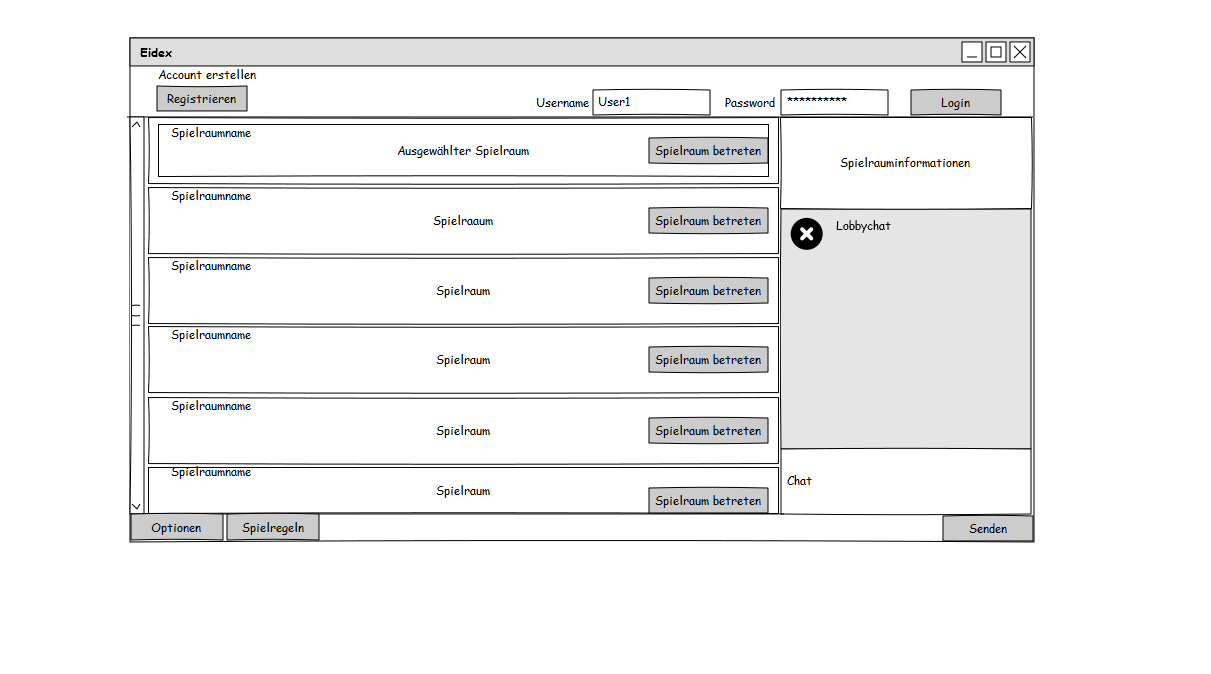 Eidex
Account erstellen
Registrieren
Username User1 Password ********** Login
Spielraumname
Ausgewählter Spielraum
Spielraum betreten
Spielraumname
Spielraaum
Spielraum betreten
Spielraumname
Spielraum
Spielraum betreten
Spielraumname
Spielraum
Spielraum betreten
Spielraumname
Spielraum
Spielraum betreten
Spielraumname
Spielraum
Spielraum betreten
Spielrauminformationen
Lobbychat
Chat
Optionen
Spielregeln
Senden